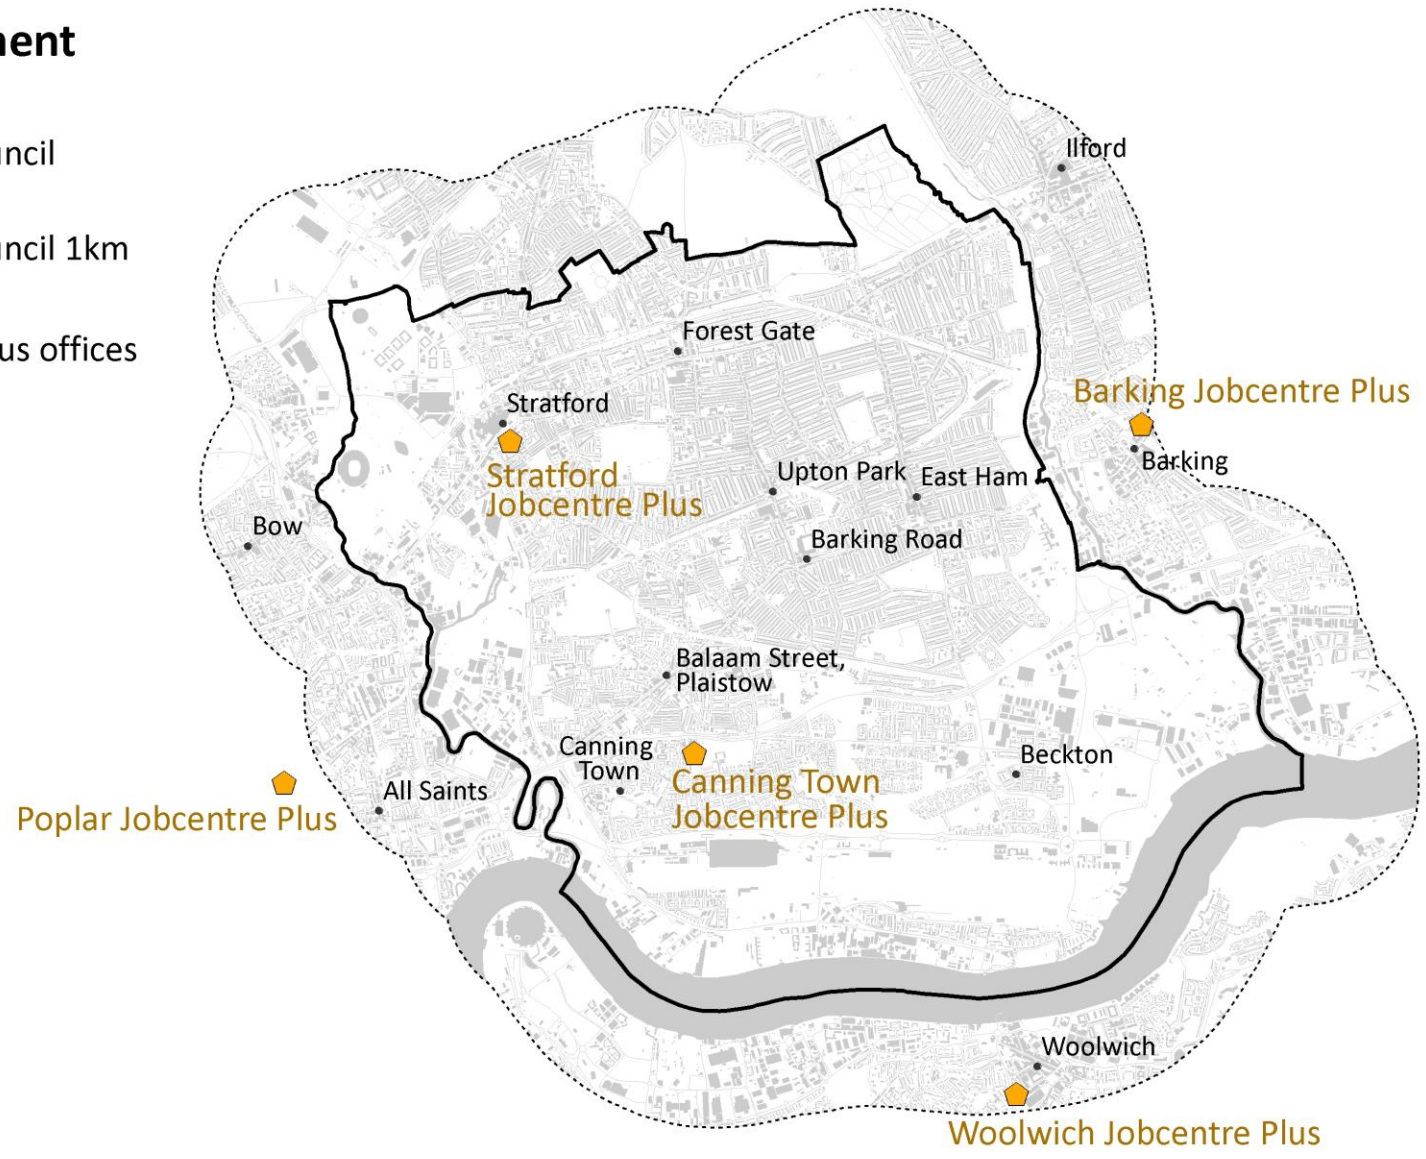 ment
uncil
uncil 1km
us offices
Ilford
Forest Gate
Barking Jobcentre Plus
Stratford
Barking
Stratford
Jobcentre Plus
Upton Park
East Ham
Bow
Barking Road
Balaam Street,
Plaistow
Canning
Town
Beckton
Canning Town
Jobcentre Plus
All Saints
Poplar Jobcentre Plus
Woolwich
Woolwich Jobcentre Plus